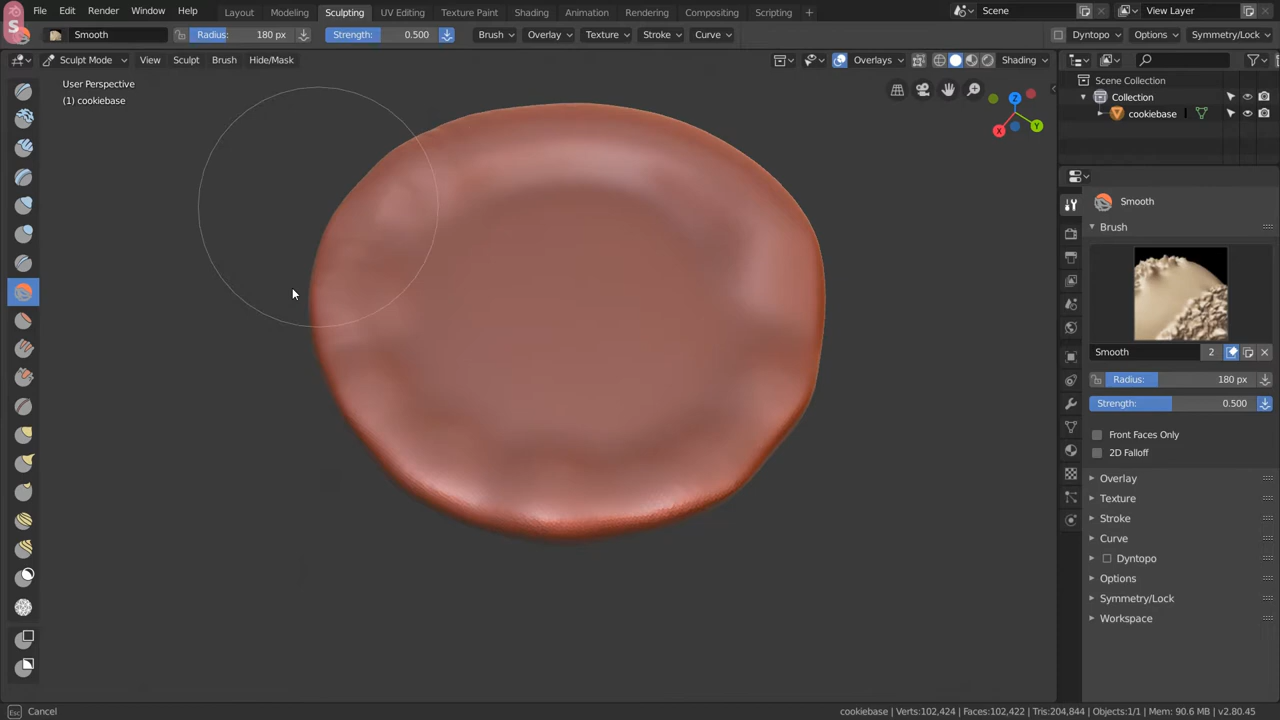 S
File Edit Render Window Help Layout Modeling Sculpting UV Editing Texture Paint Shading Animation Rendering Compositing Scripting + Scene View Layer
Smooth Radius: 180 px Strength: 0.500 Brush Overlay Texture Stroke Curve Dyntopo Options Symmetry/Lock
Sculpt Mode View Sculpt Brush Hide/Mask Overlays Shading
User Perspective
(1) cookiebase
Z
X
Y
Scene Collection
Collection
cookiebase
Smooth
Brush
Smooth 2
Radius: 180 px
Strength: 0.500
Front Faces Only
2D Falloff
Overlay
Texture
Stroke
Curve
Dyntopo
Options
Symmetry/Lock
Workspace
Esc Cancel
cookiebase | Verts:102,424 | Faces:102,422 | Tris:204,844 | Objects:1/1 | Mem: 90.6 MB | v2.80.45